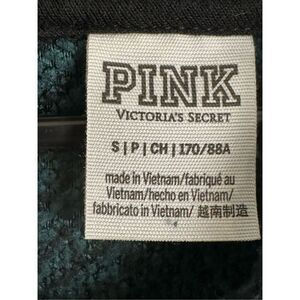 PINK
VICTORIA'S SECRET
S | P | CH | 170/88A
made in Vietnam/fabriqué au
Vietnam/hecho en Vietnam/
fabbricato in Vietnam/ 越南制造